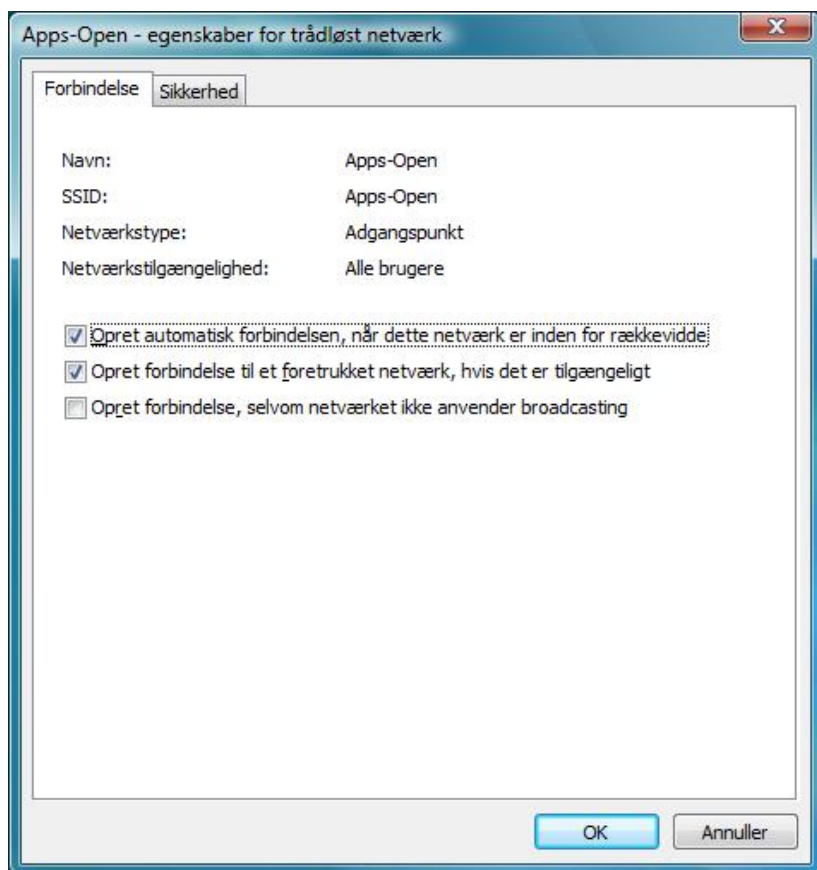 Apps-Open - egenskaber for trådløst netværk
Forbindelse Sikkerhed
Navn: Apps-Open
SSID: Apps-Open
Netværkstype: Adgangspunkt
Netværkstilgængelighed: Alle brugere
Opret automatisk forbindelsen, når dette netværk er inden for rækkevidde
Opret forbindelse til et foretrukket netværk, hvis det er tilgængeligt
Opret forbindelse, selvom netværket ikke anvender broadcasting
OK Annuller